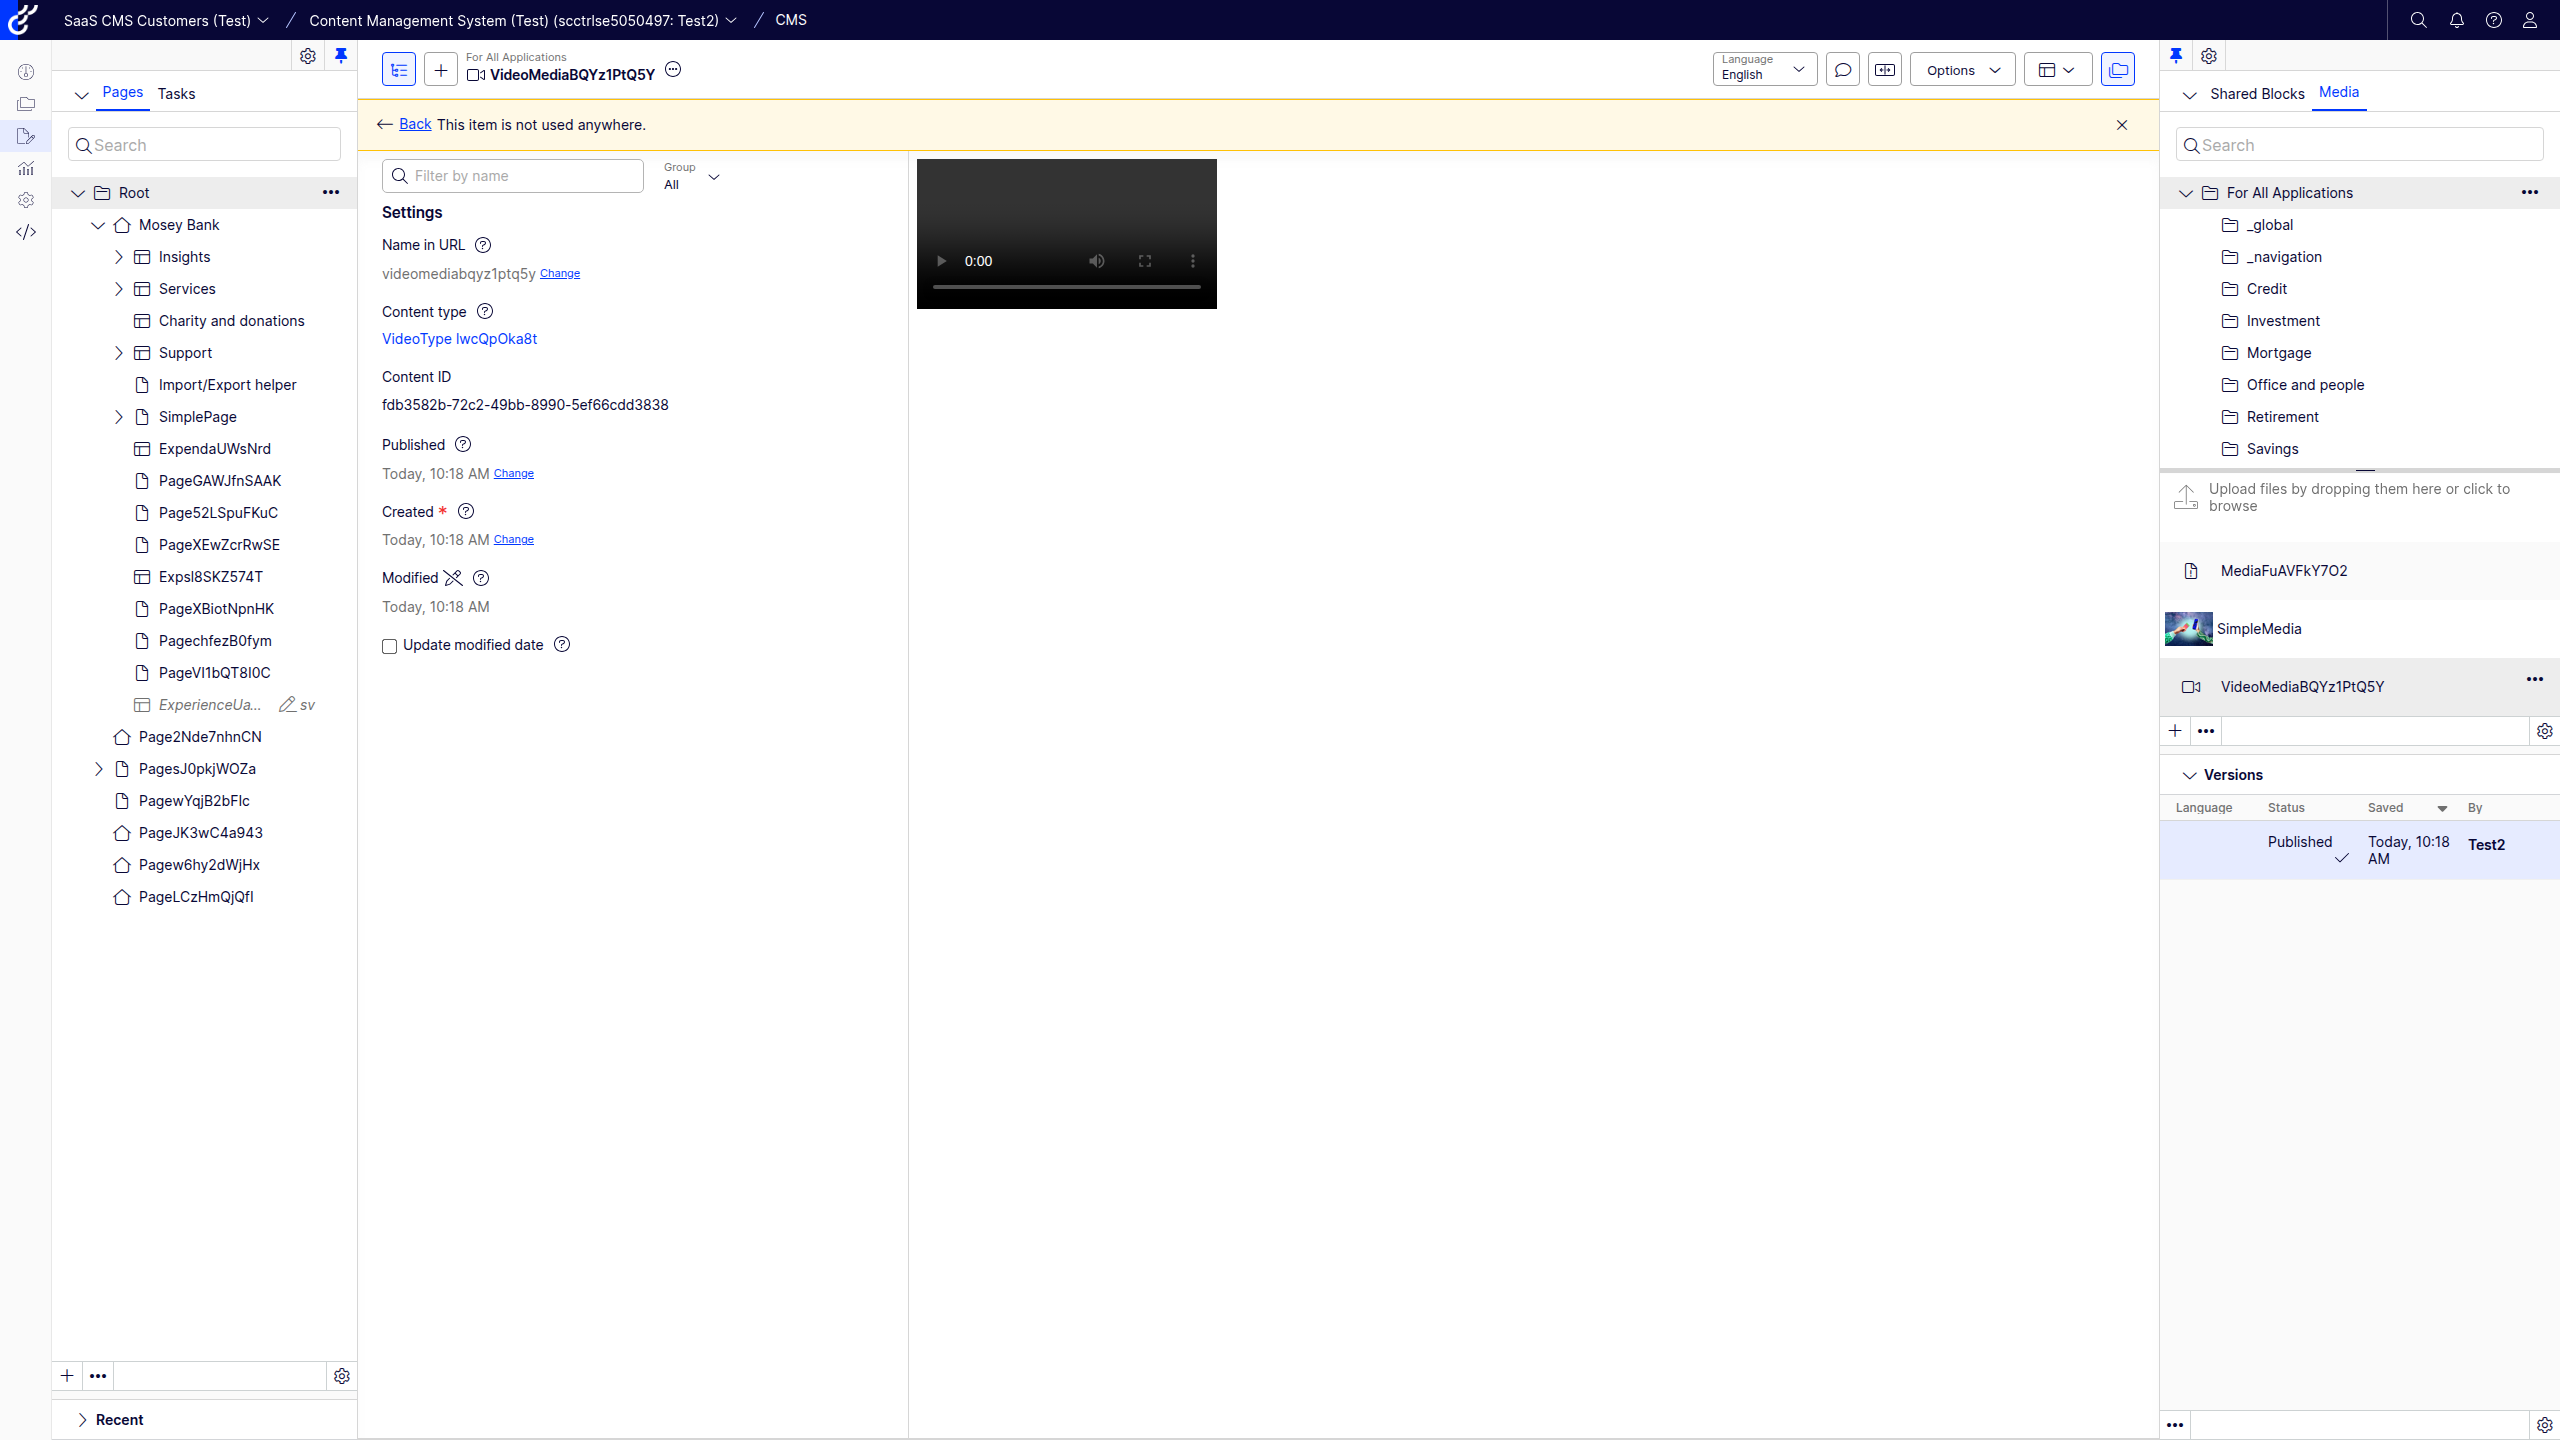 SaaS CMS Customers (Test) / Content Management System (Test) (scctrlse5050497: Test2) / CMS
Pages Tasks
Search
Root
Mosey Bank
Insights
Services
Charity and donations
Support
Import/Export helper
SimplePage
ExpendaUWsNrd
PageGAWJfnSAAK
Page52LSpuFKuC
PageXEwZcrRwSE
Expsl8SKZ574T
PageXBiotNpnHK
PagechfezB0fym
PageVI1bQT8I0C
ExperienceUa... sv
Page2Nde7nhnCN
PagesJ0pkjWOZa
PagewYqjB2bFIc
PageJK3wC4a943
Pagew6hy2dWjHx
PageLCzHmQjQfI
Recent
For All Applications
VideoMediaBQYz1PtQ5Y
Language
English
Options
Back This item is not used anywhere.
Filter by name
Group
All
Settings
Name in URL
videomediabqyz1ptq5y Change
Content type
VideoType lwcQpOka8t
Content ID
fdb3582b-72c2-49bb-8990-5ef66cdd3838
Published
Today, 10:18 AM Change
Created *
Today, 10:18 AM Change
Modified
Today, 10:18 AM
Update modified date
0:00
Shared Blocks Media
Search
For All Applications
_global
_navigation
Credit
Investment
Mortgage
Office and people
Retirement
Savings
Upload files by dropping them here or click to
browse
MediaFuAVFkY7O2
SimpleMedia
VideoMediaBQYz1PtQ5Y
Versions
Language Status Saved By
Published Today, 10:18 Test2
AM